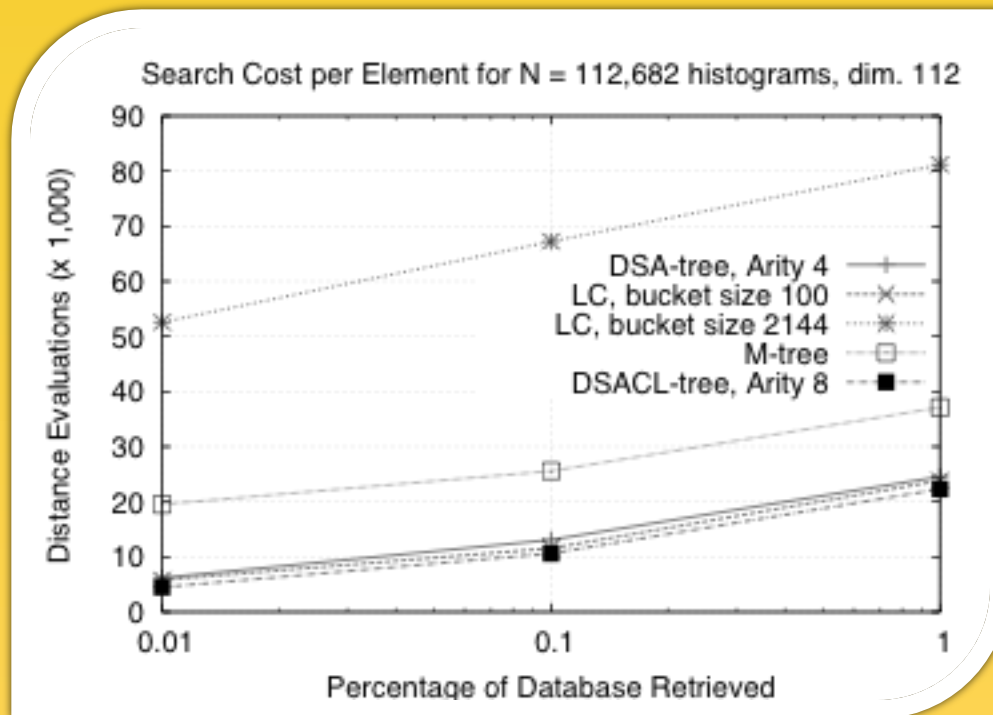 Search Cost per Element for N = 112,682 histograms, dim. 112
Distance Evaluations (x 1,000)
90
80
70
60
50
40
30
20
10
0
DSA-tree, Arity 4
LC, bucket size 100
LC, bucket size 2144
M-tree
DSACL-tree, Arity 8
0.01 0.1 1
Percentage of Database Retrieved